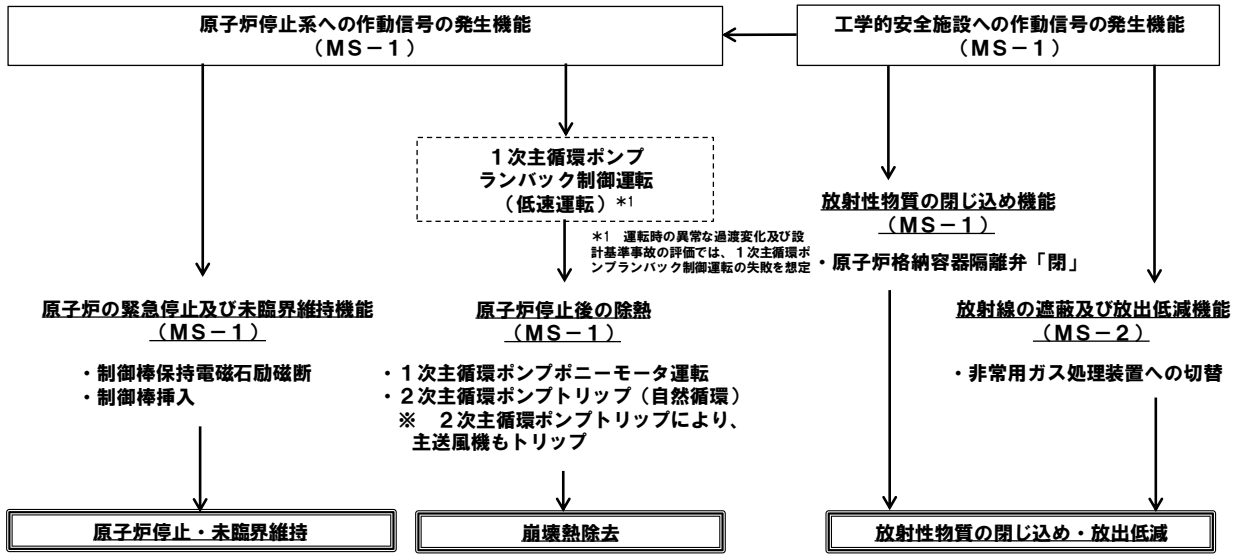 原子炉停止系への作動信号の発生機能
（ＭＳ－１）
工学的安全施設への作動信号の発生機能
（ＭＳ－１）
１次主循環ポンプ
ランバック制御運転
（低速運転）*1
*1　運転時の異常な過渡変化及び設
計基準事故の評価では、１次主循環ポ
ンプランバック制御運転の失敗を想定
放射性物質の閉じ込め機能
（ＭＳ－１）
・原子炉格納容器隔離弁「閉」
原子炉の緊急停止及び未臨界維持機能
（ＭＳ－１）
・制御棒保持電磁石励磁断
・制御棒挿入
原子炉停止後の除熱
（ＭＳ－１）
・１次主循環ポンプポニーモータ運転
・２次主循環ポンプトリップ（自然循環）
※　２次主循環ポンプトリップにより、
主送風機もトリップ
放射線の遮蔽及び放出低減機能
（ＭＳ－２）
・非常用ガス処理装置への切替
原子炉停止・未臨界維持
崩壊熱除去
放射性物質の閉じ込め・放出低減